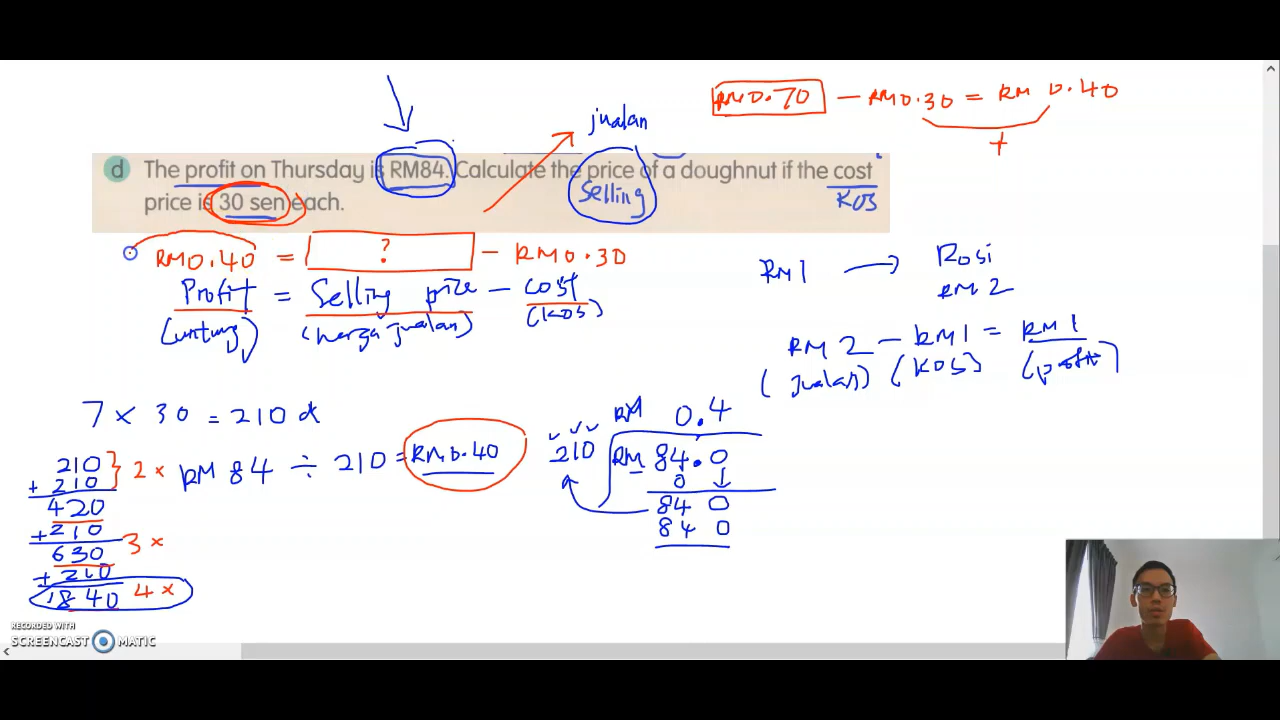 RM0.70 - RM0.30 = RM 0.40
+
jualan
d The profit on Thursday is RM84. Calculate the price of a doughnut if the cost
price is 30 sen each.
Selling
KOS
RM0.40 = ? - RM0.30
Profit = Selling price - cost
(untung) (harga jualan) (KOS)
RM1 → Rosi
RM2
RM 2 - RM1 = RM 1
(jualan) (KOS) (profit)
7 × 30 = 210
210 } 2 ×
+ 210
420
+ 210
630 3 ×
+ 210
840 4 ×
RM 84 ÷ 210 = RM0.40
RM 0.4
210 RM 84.0
0
84 0
84 0
RECORDED WITH
SCREENCAST MATIC